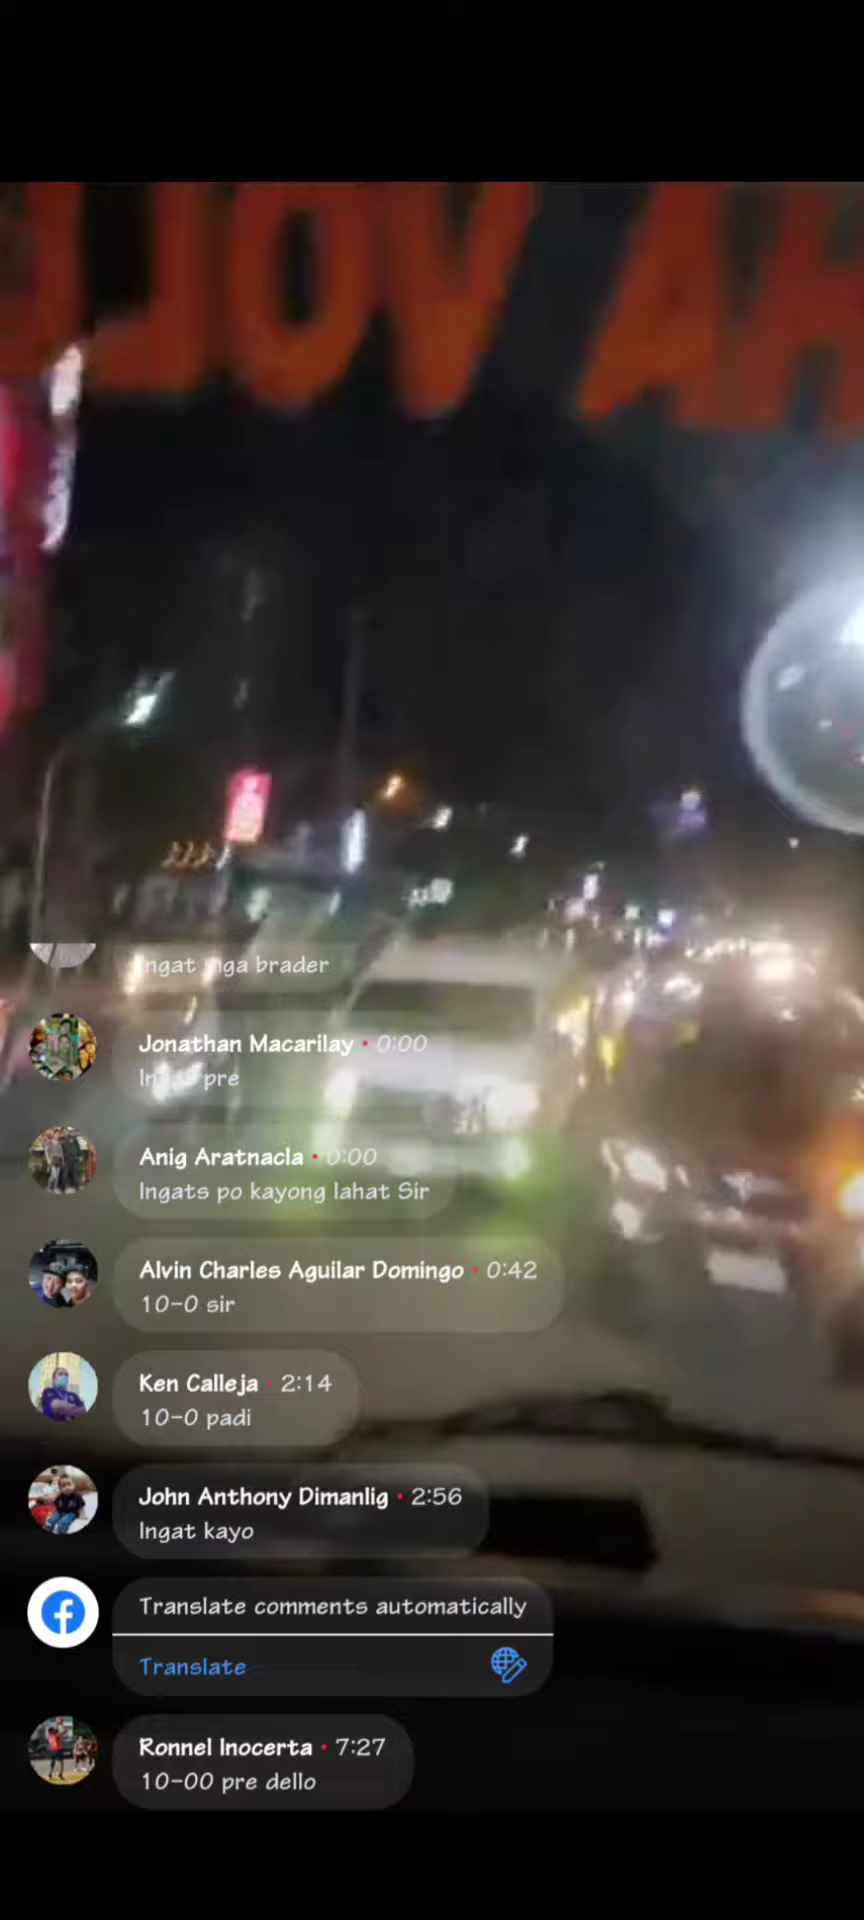 JOV AH
ngat mga brader
Jonathan Macarilay • 0:00
pre
Anig Aratnacla • 0:00
Ingats po kayong lahat Sir
Alvin Charles Aguilar Domingo • 0:42
10-0 sir
Ken Calleja • 2:14
10-0 padi
John Anthony Dimanlig • 2:56
Ingat kayo
Translate comments automatically
Translate
Ronnel Inocerta • 7:27
10-00 pre dello